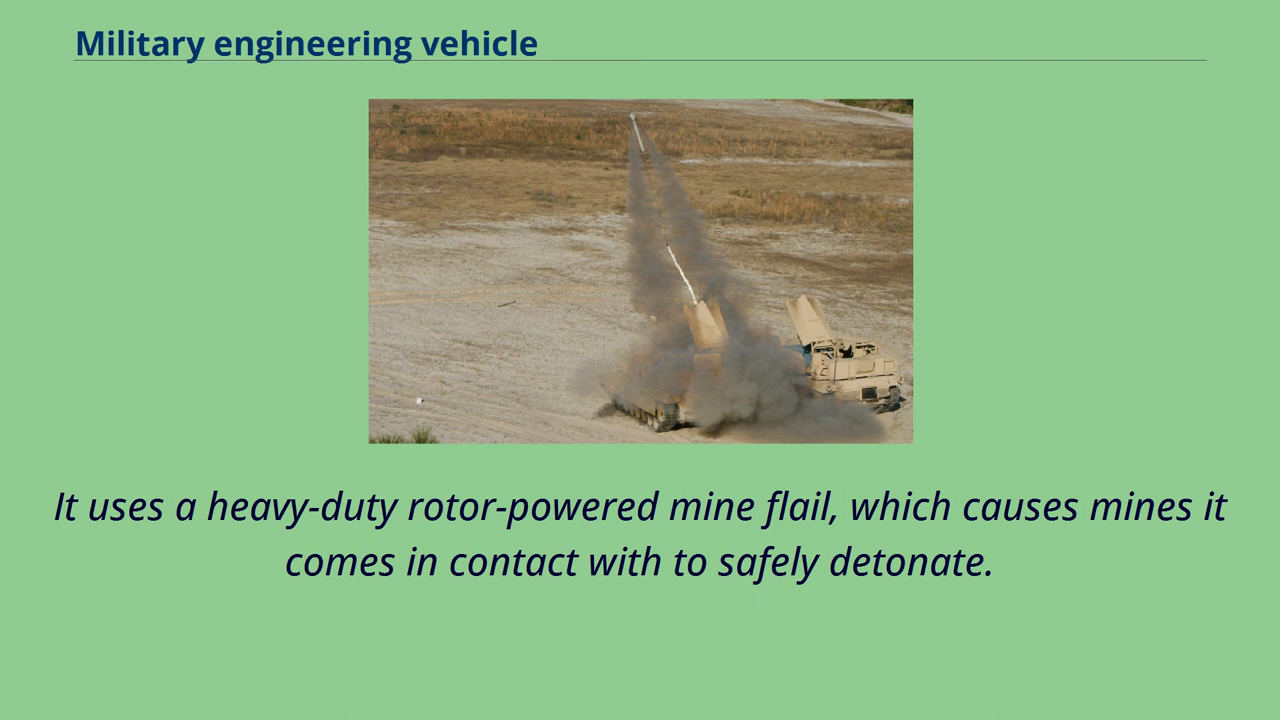 Military engineering vehicle
It uses a heavy-duty rotor-powered mine flail, which causes mines it
comes in contact with to safely detonate.